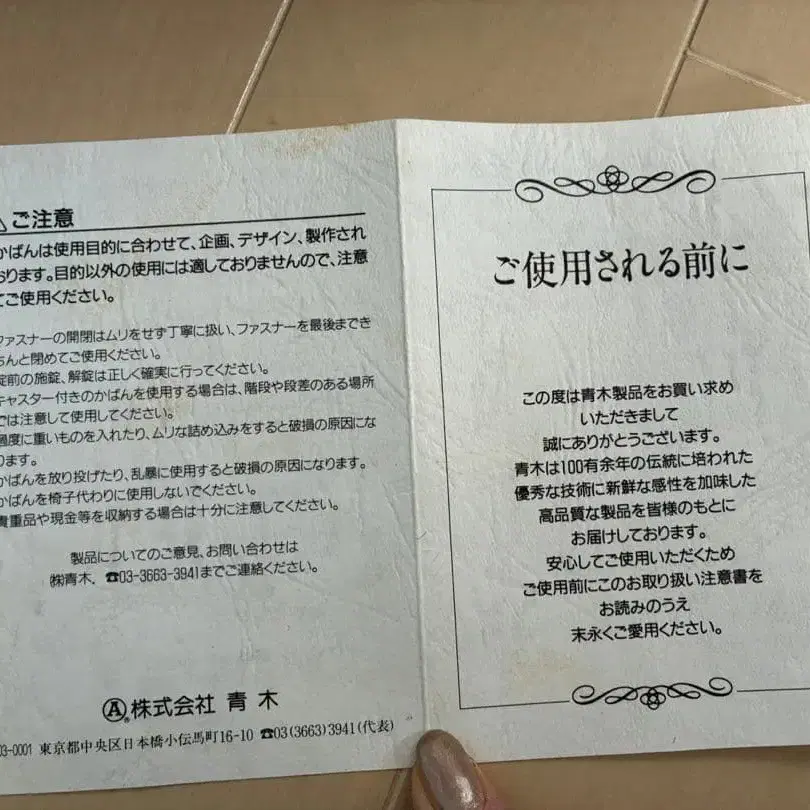 ご注意
かばんは使用目的に合わせて、企画、デザイン、製作され
おります。目的以外の使用には適しておりませんので、注意
てご使用ください。
ファスナーの開閉はムリをせず丁寧に扱い、ファスナーを最後までき
ちんと閉めてご使用ください。
錠前の施錠、解錠は正しく確実に行ってください。
キャスター付きのかばんを使用する場合は、階段や段差のある場所
では注意して使用してください。
過度に重いものを入れたり、ムリな詰め込みをすると破損の原因にな
ります。
かばんを放り投げたり、乱暴に使用すると破損の原因になります。
かばんを椅子代わりに使用しないでください。
貴重品や現金等を収納する場合は十分に注意してください。
製品についてのご意見、お問い合わせは
㈱青木、☎03-3663-3941までご連絡ください。
Ⓐ® 株式会社 青木
03-0001 東京都中央区日本橋小伝馬町16-10 ☎03(3663)3941(代表)
ご使用される前に
この度は青木製品をお買い求め
いただきまして
誠にありがとうございます。
青木は100有余年の伝統に培われた
優秀な技術に新鮮な感性を加味した
高品質な製品を皆様のもとに
お届けしております。
安心してご使用いただくため
ご使用前にこのお取り扱い注意書を
お読みのうえ
末永くご愛用ください。